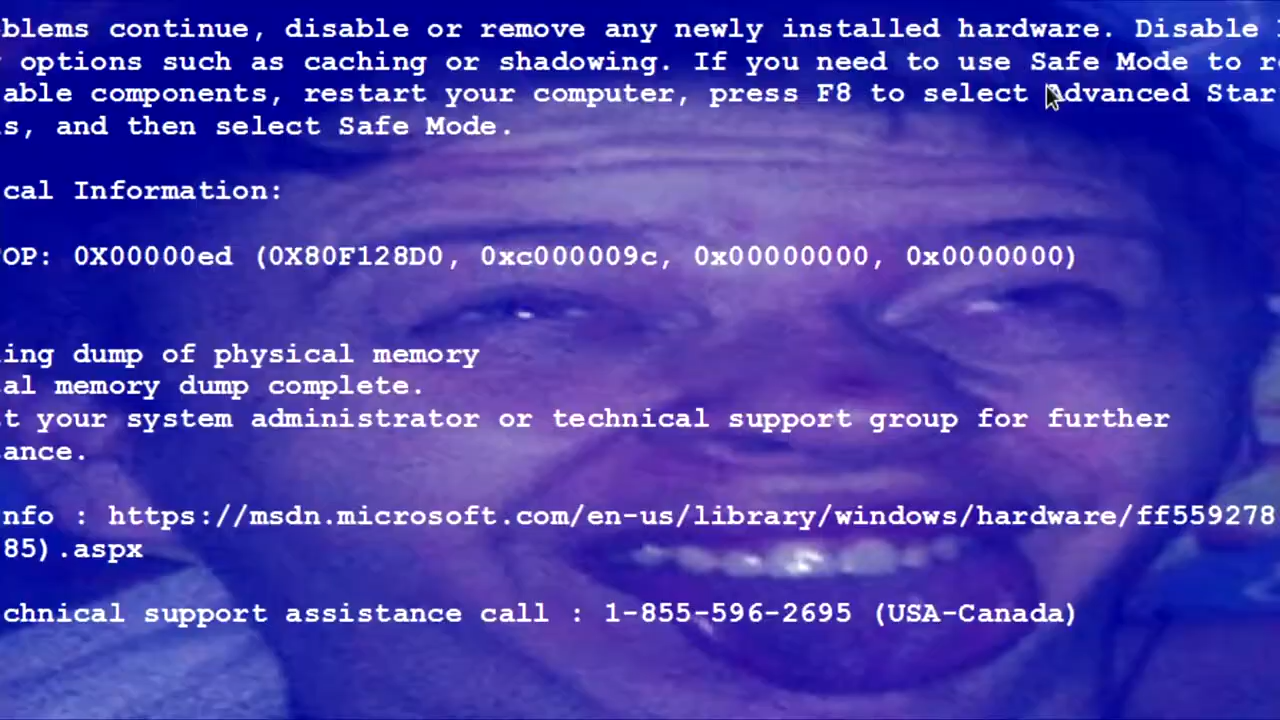 blems continue, disable or remove any newly installed hardware. Disable
options such as caching or shadowing. If you need to use Safe Mode to re
able components, restart your computer, press F8 to select Advanced Star
s, and then select Safe Mode.
cal Information:
OP: 0X00000ed (0X80F128D0, 0xc000009c, 0x00000000, 0x0000000)
ing dump of physical memory
al memory dump complete.
t your system administrator or technical support group for further
ance.
nfo : https://msdn.microsoft.com/en-us/library/windows/hardware/ff559278
85).aspx
chnical support assistance call : 1-855-596-2695 (USA-Canada)